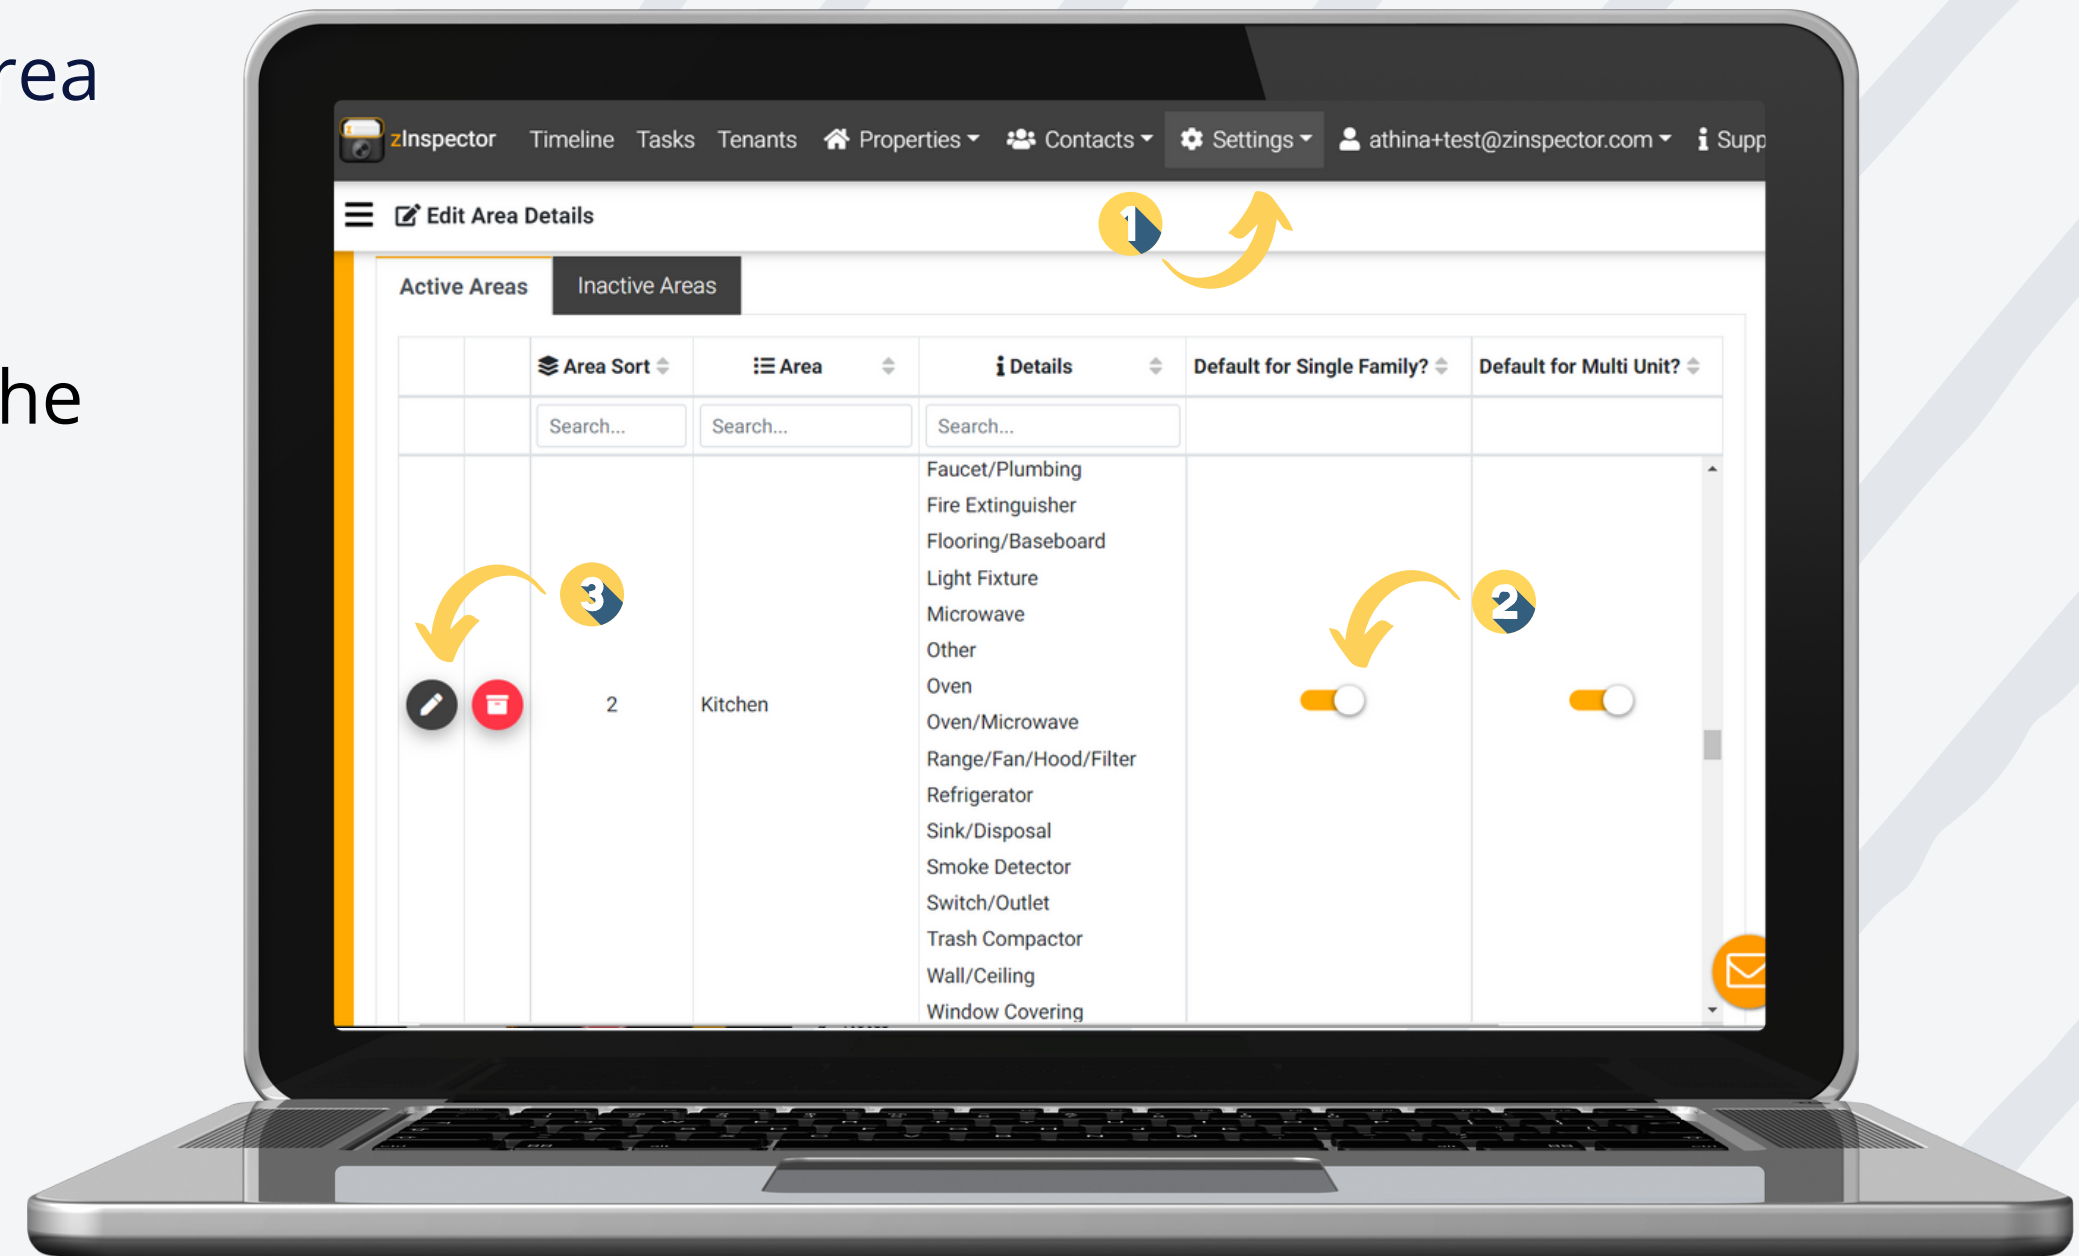 rea
he
zInspector Timeline Tasks Tenants Properties Contacts Settings athina+test@zinspector.com Supp
Edit Area Details
1
Active Areas Inactive Areas
Area Sort Area Details Default for Single Family? Default for Multi Unit?
Search... Search... Search...
Faucet/Plumbing
Fire Extinguisher
Flooring/Baseboard
Light Fixture
3
2
Microwave
Other
Oven
2 Kitchen
Oven/Microwave
Range/Fan/Hood/Filter
Refrigerator
Sink/Disposal
Smoke Detector
Switch/Outlet
Trash Compactor
Wall/Ceiling
Window Covering